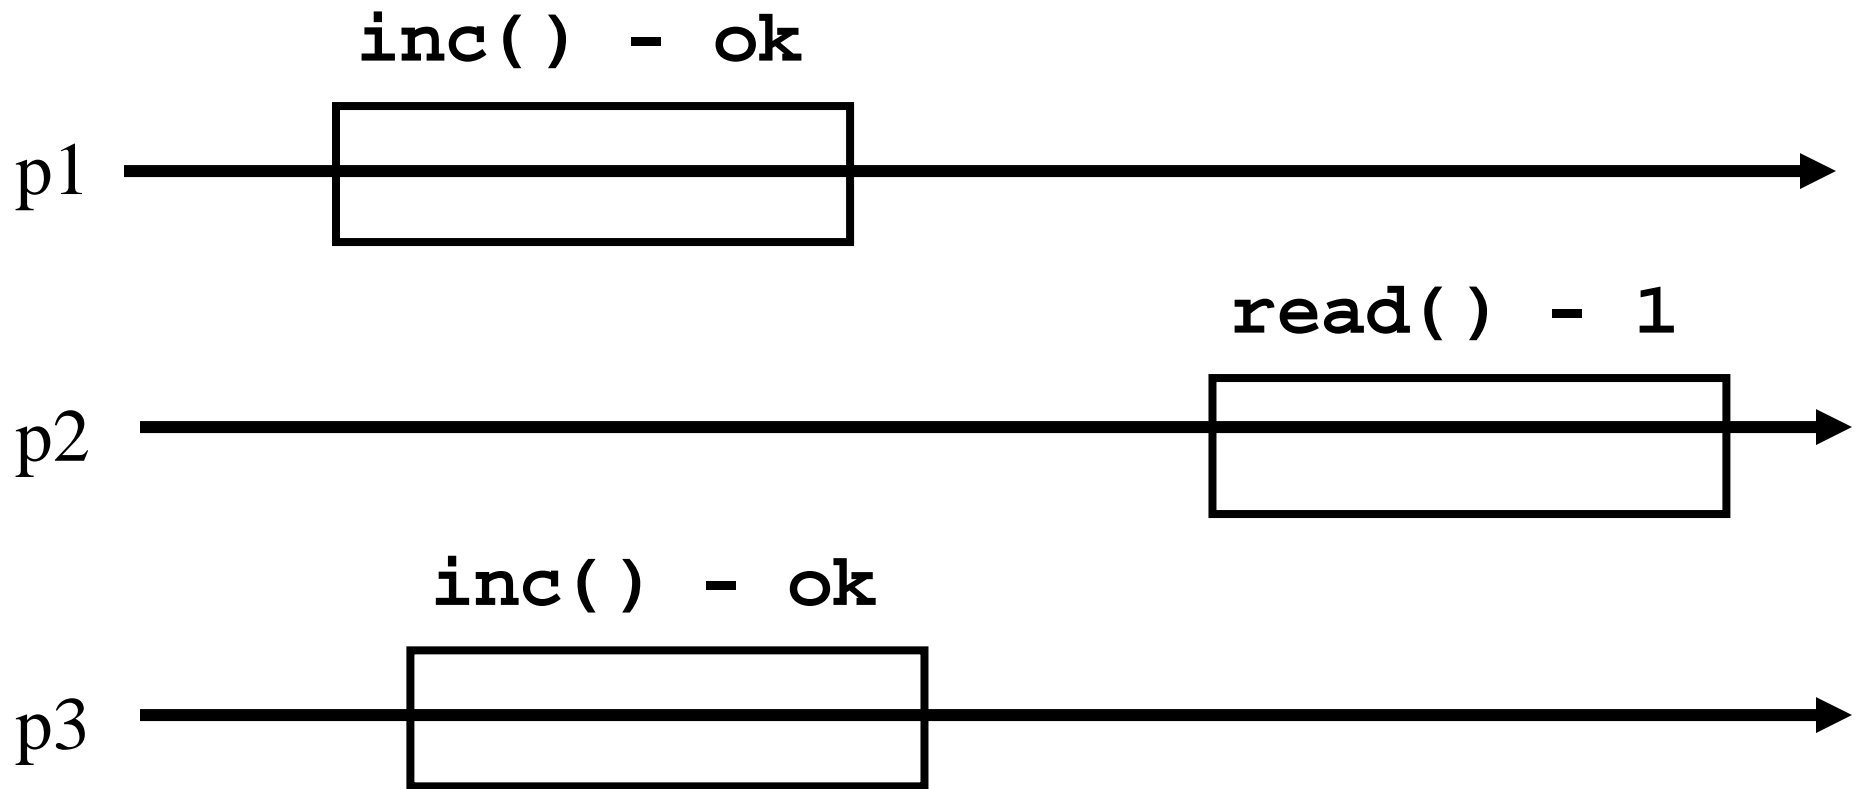 inc() - ok
p1
read() - 1
p2
inc() - ok
p3